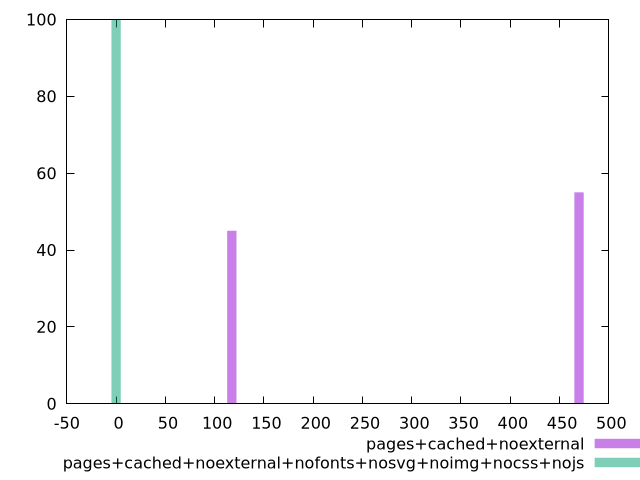 100
80
60
40
20
0
-50 0 50 100 150 200 250 300 350 400 450 500
pages+cached+noexternal
pages+cached+noexternal+nofonts+nosvg+noimg+nocss+nojs